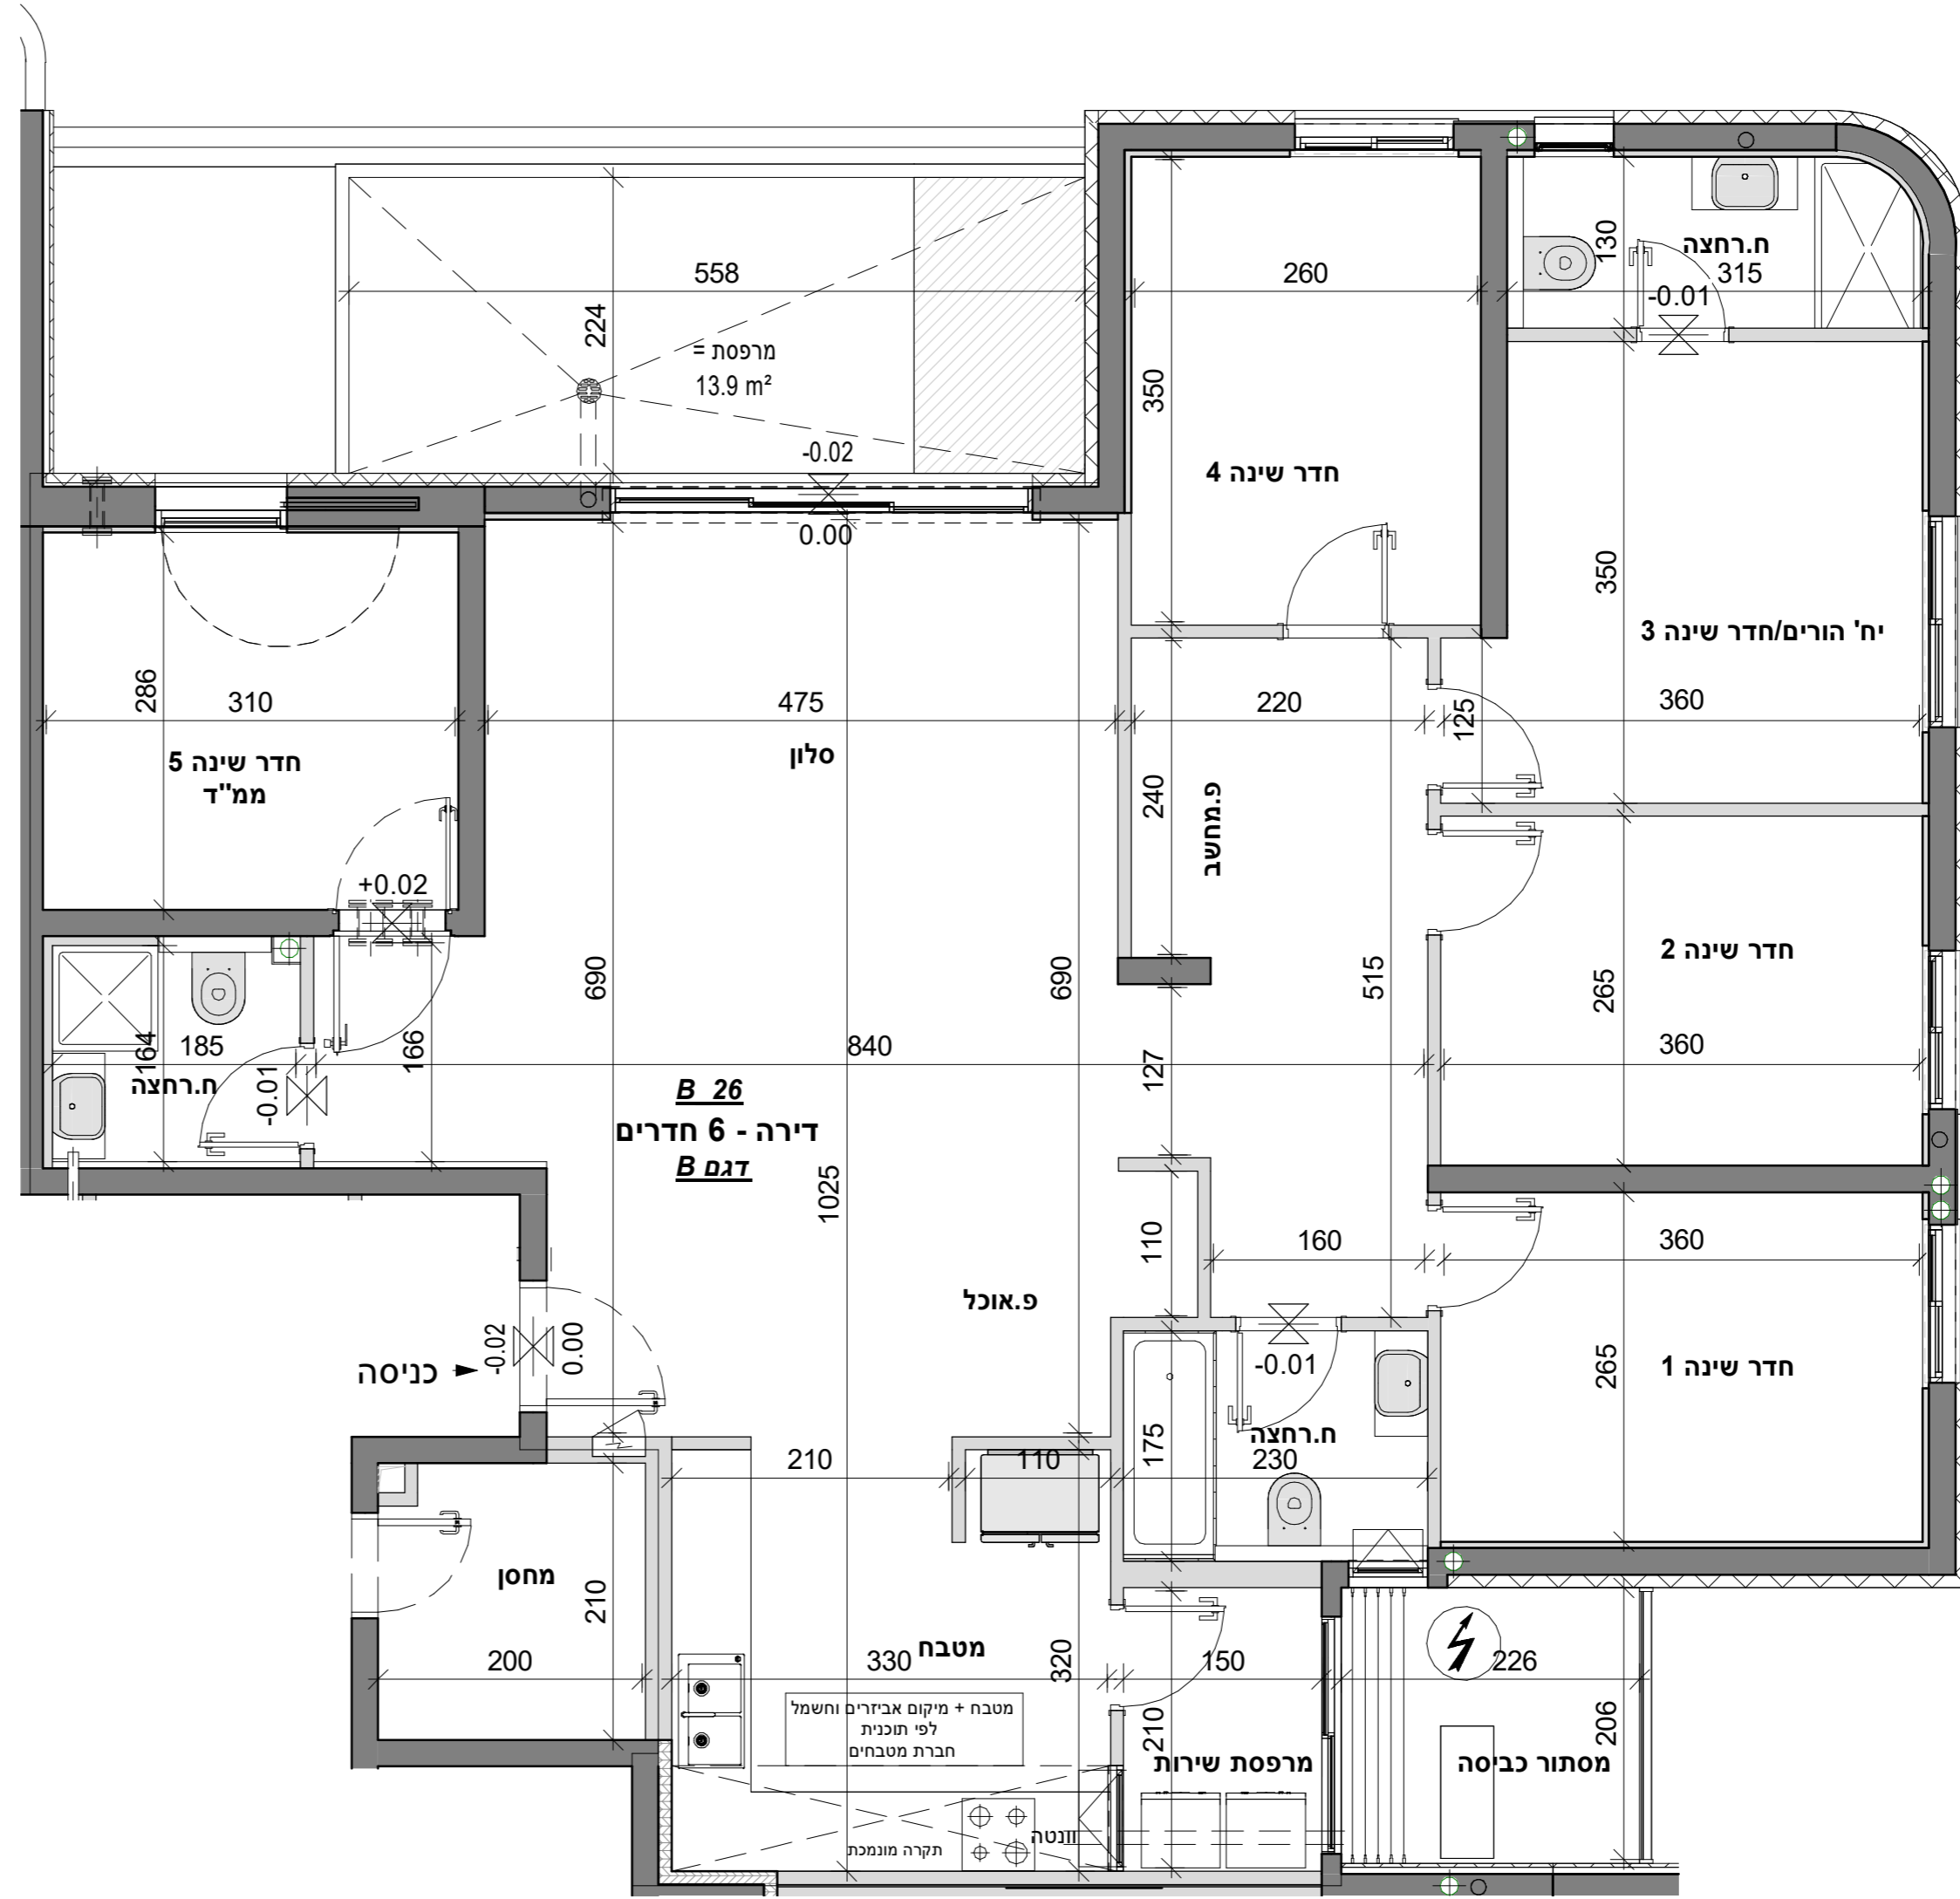 558
224
מרפסת =
13.9 m²
-0.02
0.00
260
350
חדר שינה 4
130
ח.רחצה
315
-0.01
350
יח' הורים/חדר שינה 3
360
125
286
310
חדר שינה 5
ממ"ד
+0.02
475
סלון
220
240
פ.מחשב
690
690
515
265
חדר שינה 2
360
164
185
ח.רחצה
-0.01
166
840
127
B 26
דירה - 6 חדרים
דגם B
1025
110
160
360
פ.אוכל
כניסה
-0.02
0.00
-0.01
265
חדר שינה 1
ח.רחצה
175
230
210
110
מחסן
210
200
מטבח
330
320
150
226
מטבח + מיקום אביזרים וחשמל
לפי תוכנית
חברת מטבחים
210
206
מרפסת שירות
מסתור כביסה
וונטה
תקרה מונמכת